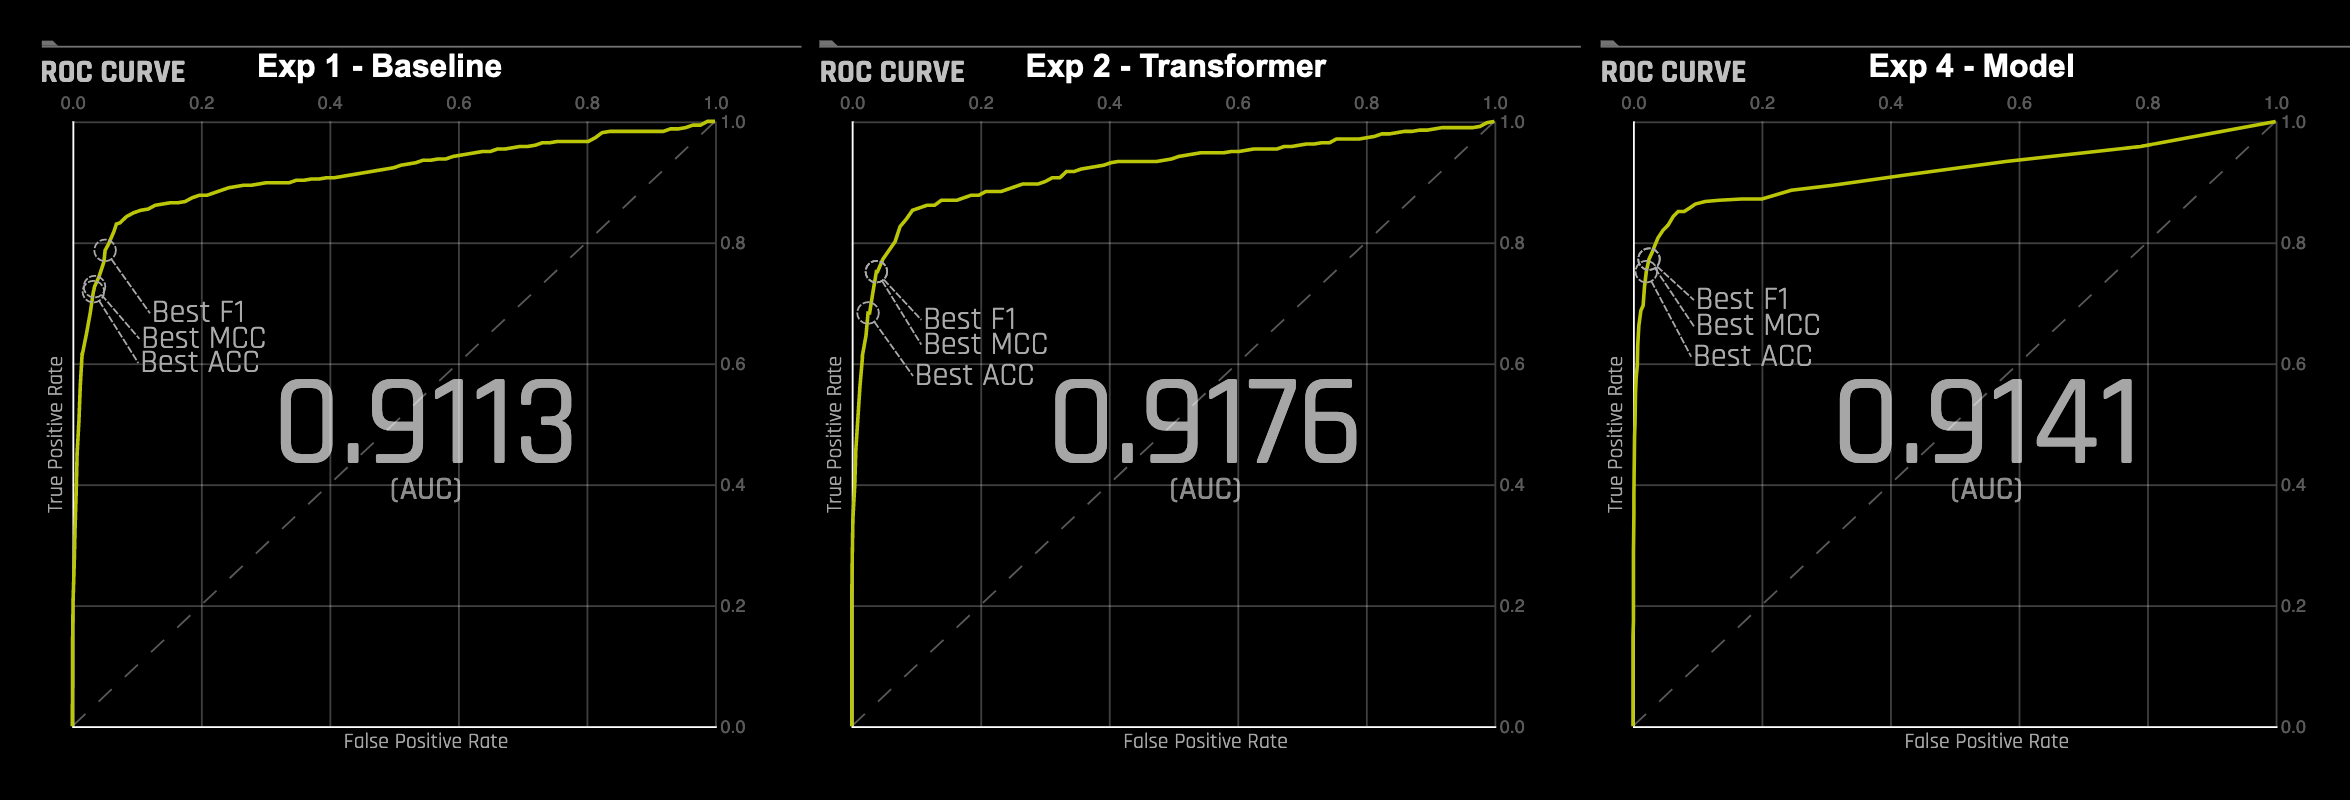 ROC CURVE
Exp 1 - Baseline
0.0 0.2 0.4 0.6 0.8 1.0
1.0
0.8
Best F1
Best MCC
Best ACC
0.6
0.9113
(AUC)
0.4
0.2
0.0
True Positive Rate
False Positive Rate
ROC CURVE
Exp 2 - Transformer
0.0 0.2 0.4 0.6 0.8 1.0
1.0
0.8
Best F1
Best MCC
Best ACC
0.6
0.9176
(AUC)
0.4
0.2
0.0
True Positive Rate
False Positive Rate
ROC CURVE
Exp 4 - Model
0.0 0.2 0.4 0.6 0.8 1.0
1.0
0.8
Best F1
Best MCC
Best ACC
0.6
0.9141
(AUC)
0.4
0.2
0.0
True Positive Rate
False Positive Rate